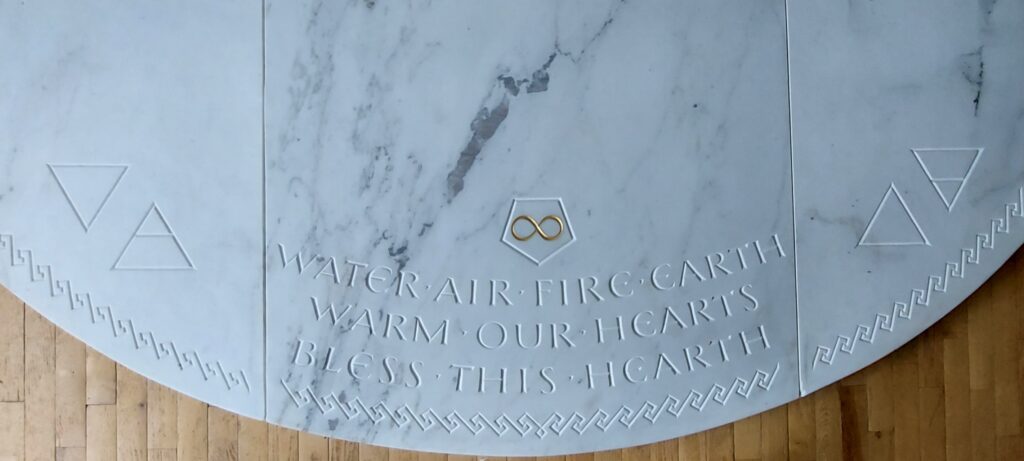 WATER·AIR·FIRE·EARTH
WARM·OUR·HEARTS
BLESS·THIS·HEARTH